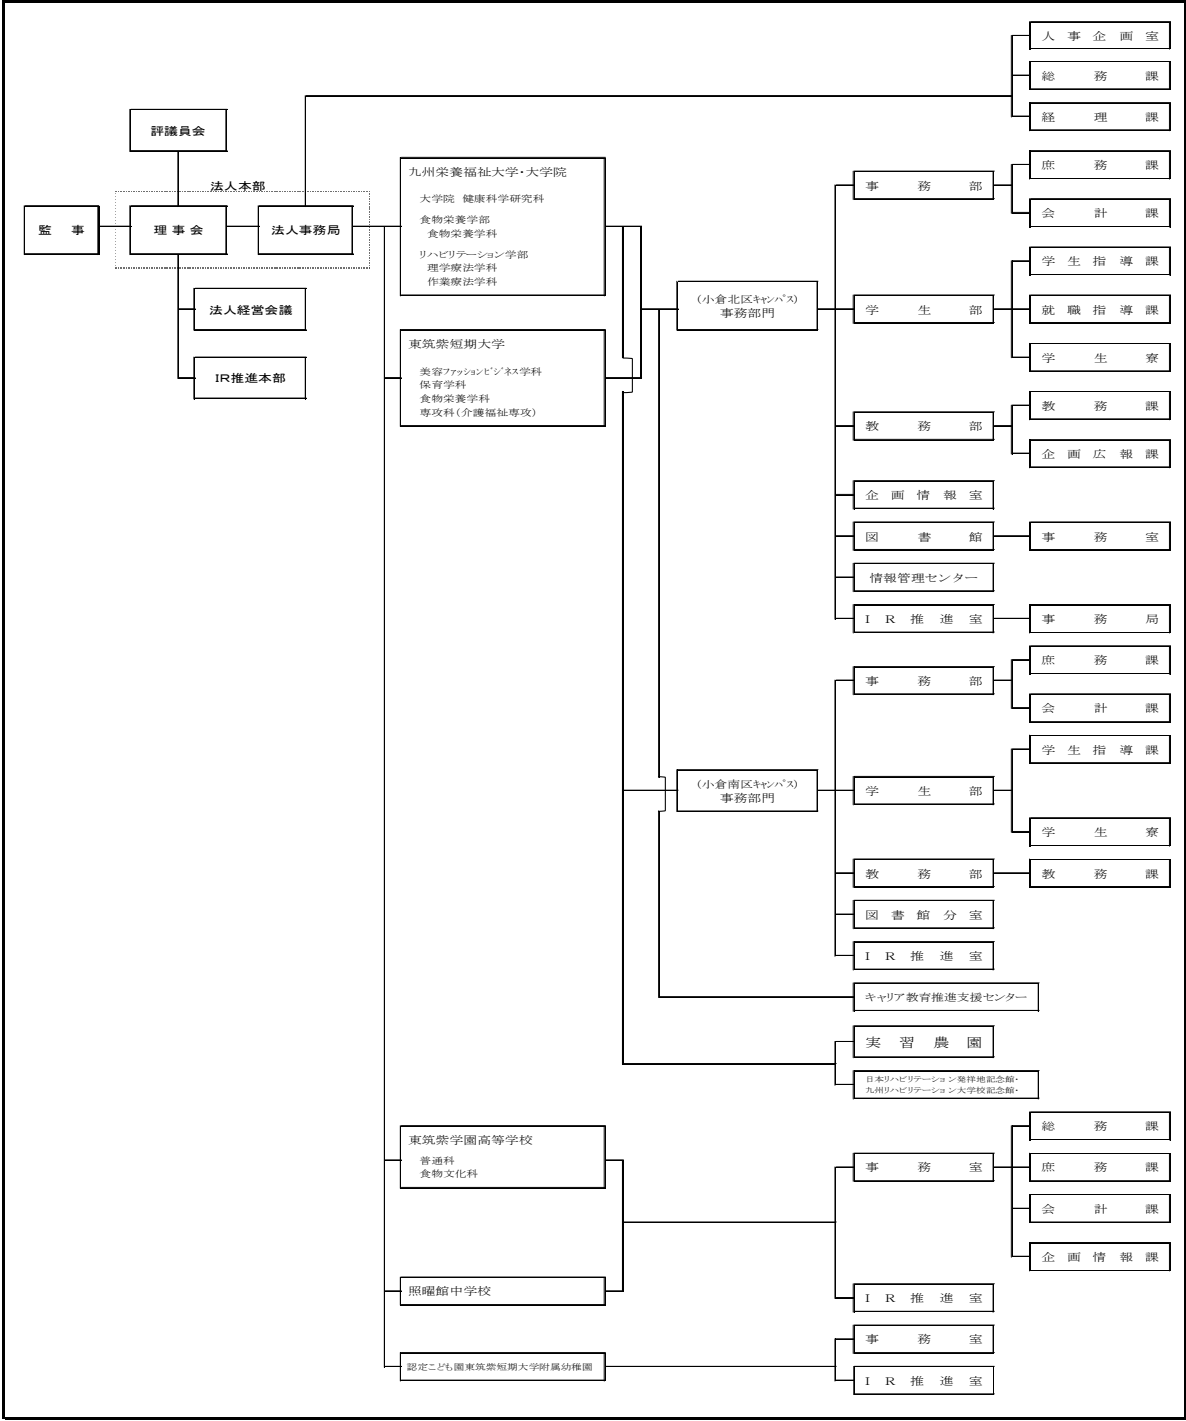 人事企画室
総務課
経理課
評議員会
法人本部
監事
理事会
法人事務局
法人経営会議
IR推進本部
九州栄養福祉大学・大学院
大学院 健康科学研究科
食物栄養学部
食物栄養学科
リハビリテーション学部
理学療法学科
作業療法学科
東筑紫短期大学
美容ファッションビジネス学科
保育学科
食物栄養学科
専攻科(介護福祉専攻)
(小倉北区キャンパス)
事務部門
事務部
庶務課
会計課
学生部
学生指導課
就職指導課
学生寮
教務部
教務課
企画広報課
企画情報室
図書館
事務室
情報管理センター
IR推進室
事務局
(小倉南区キャンパス)
事務部門
事務部
庶務課
会計課
学生部
学生指導課
学生寮
教務部
教務課
図書館分室
IR推進室
キャリア教育推進支援センター
実習農園
日本リハビリテーション発祥地記念館・
九州リハビリテーション大学校記念館・
東筑紫学園高等学校
普通科
食物文化科
照曜館中学校
事務室
総務課
庶務課
会計課
企画情報課
IR推進室
認定こども園東筑紫短期大学附属幼稚園
事務室
IR推進室